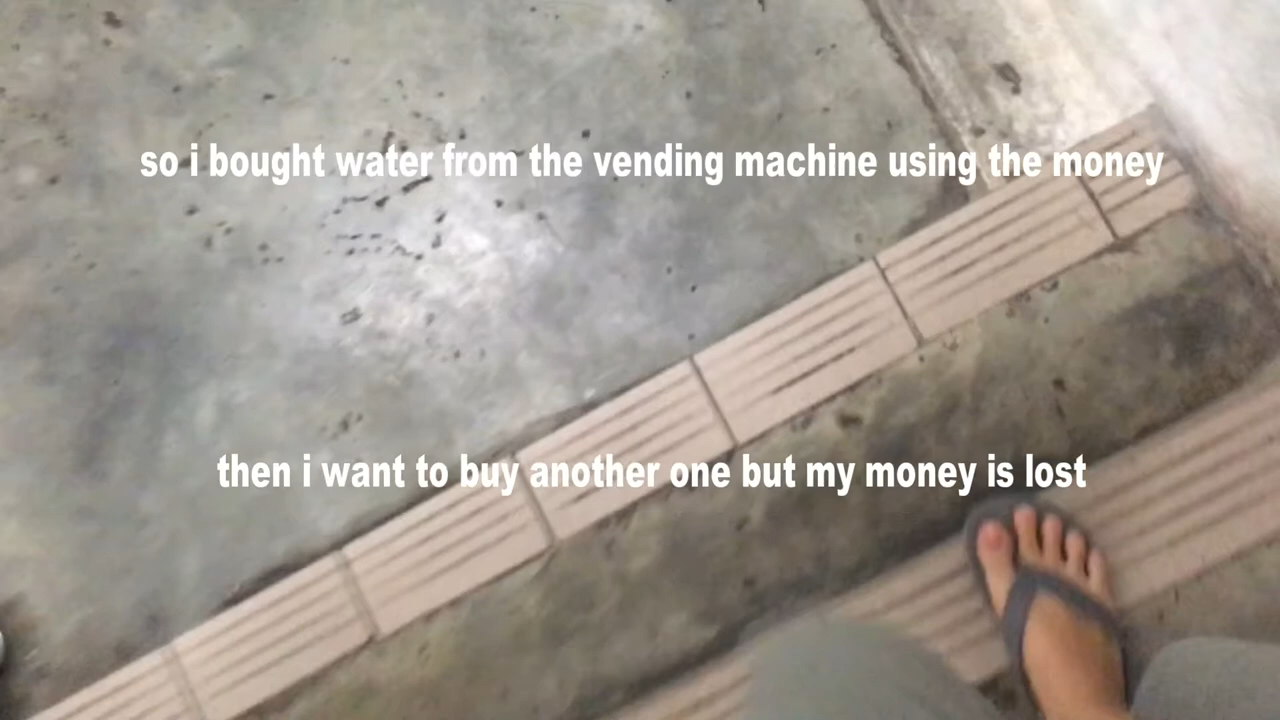 so i bought water from the vending machine using the money
then i want to buy another one but my money is lost